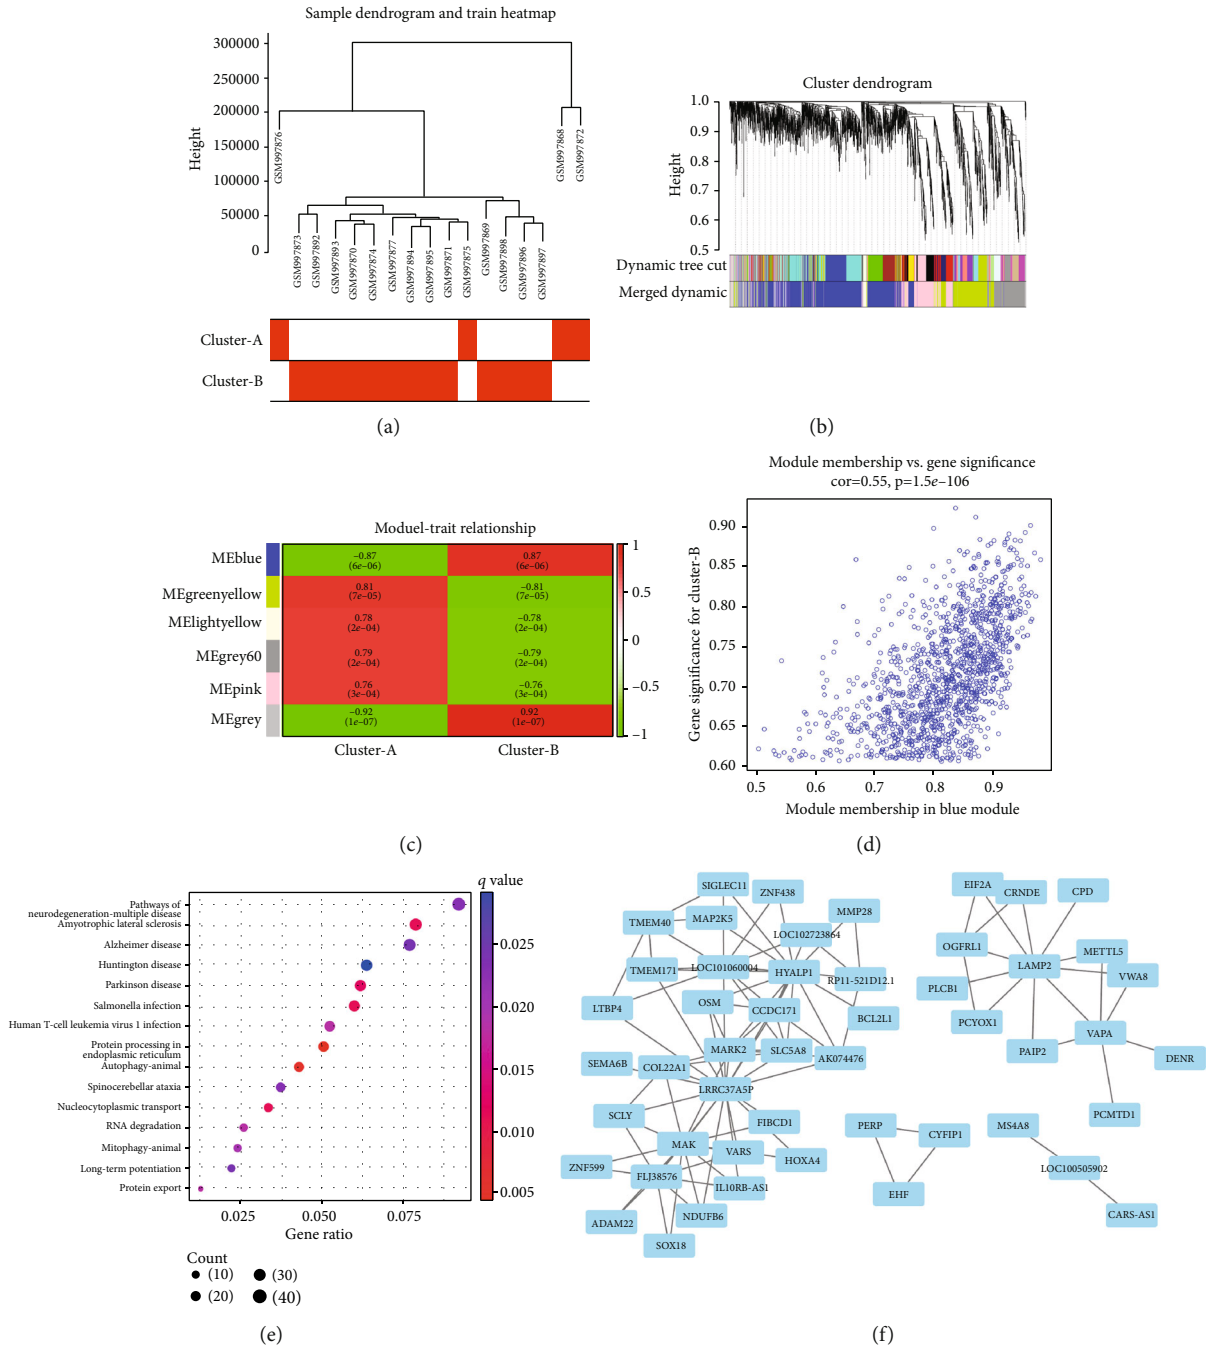 Sample dendrogram and train heatmap
Height
300000
250000
200000
150000
100000
50000
0
GSM997876
GSM997873
GSM997892
GSM997893
GSM997870
GSM997874
GSM997877
GSM997894
GSM997895
GSM997871
GSM997875
GSM997869
GSM997898
GSM997896
GSM997897
GSM997868
GSM997872
Cluster-A
Cluster-B
(a)
Cluster dendrogram
Height
1.0
0.9
0.8
0.7
0.6
0.5
Dynamic tree cut
Merged dynamic
(b)
Moduel-trait relationship
MEblue
−0.87
(6e−06)
0.87
(6e−06)
MEgreenyellow
0.81
(7e−05)
−0.81
(7e−05)
MElightyellow
0.78
(2e−04)
−0.78
(2e−04)
MEgrey60
0.79
(2e−04)
−0.79
(2e−04)
MEpink
0.76
(3e−04)
−0.76
(3e−04)
MEgrey
−0.92
(1e−07)
0.92
(1e−07)
Cluster-A
Cluster-B
1
0.5
0
−0.5
−1
(c)
Module membership vs. gene significance
cor=0.55, p=1.5e−106
Gene significance for cluster-B
0.90
0.85
0.80
0.75
0.70
0.65
0.60
0.5
0.6
0.7
0.8
0.9
Module membership in blue module
(d)
Pathways of
neurodegeneration-multiple disease
Amyotrophic lateral sclerosis
Alzheimer disease
Huntington disease
Parkinson disease
Salmonella infection
Human T-cell leukemia virus 1 infection
Protein processing in
endoplasmic reticulum
Autophagy-animal
Spinocerebellar ataxia
Nucleocytoplasmic transport
RNA degradation
Mitophagy-animal
Long-term potentiation
Protein export
0.025
0.050
0.075
Gene ratio
q value
0.025
0.020
0.015
0.010
0.005
Count
(10)
(30)
(20)
(40)
(e)
SIGLEC11
ZNF438
TMEM40
MAP2K5
MMP28
LOC102723864
TMEM171
LOC101060004
HYALP1
RP11-521D12.1
LTBP4
OSM
CCDC171
BCL2L1
MARK2
SLC5A8
AK074476
SEMA6B
COL22A1
LRRC37A5P
SCLY
FIBCD1
MAK
VARS
HOXA4
ZNF599
FLJ38576
IL10RB-AS1
ADAM22
NDUFB6
SOX18
EIF2A
CRNDE
CPD
OGFRL1
METTL5
LAMP2
VWA8
PLCB1
PCYOX1
VAPA
PAIP2
DENR
PCMTD1
PERP
CYFIP1
EHF
MS4A8
LOC100505902
CARS-AS1
(f)